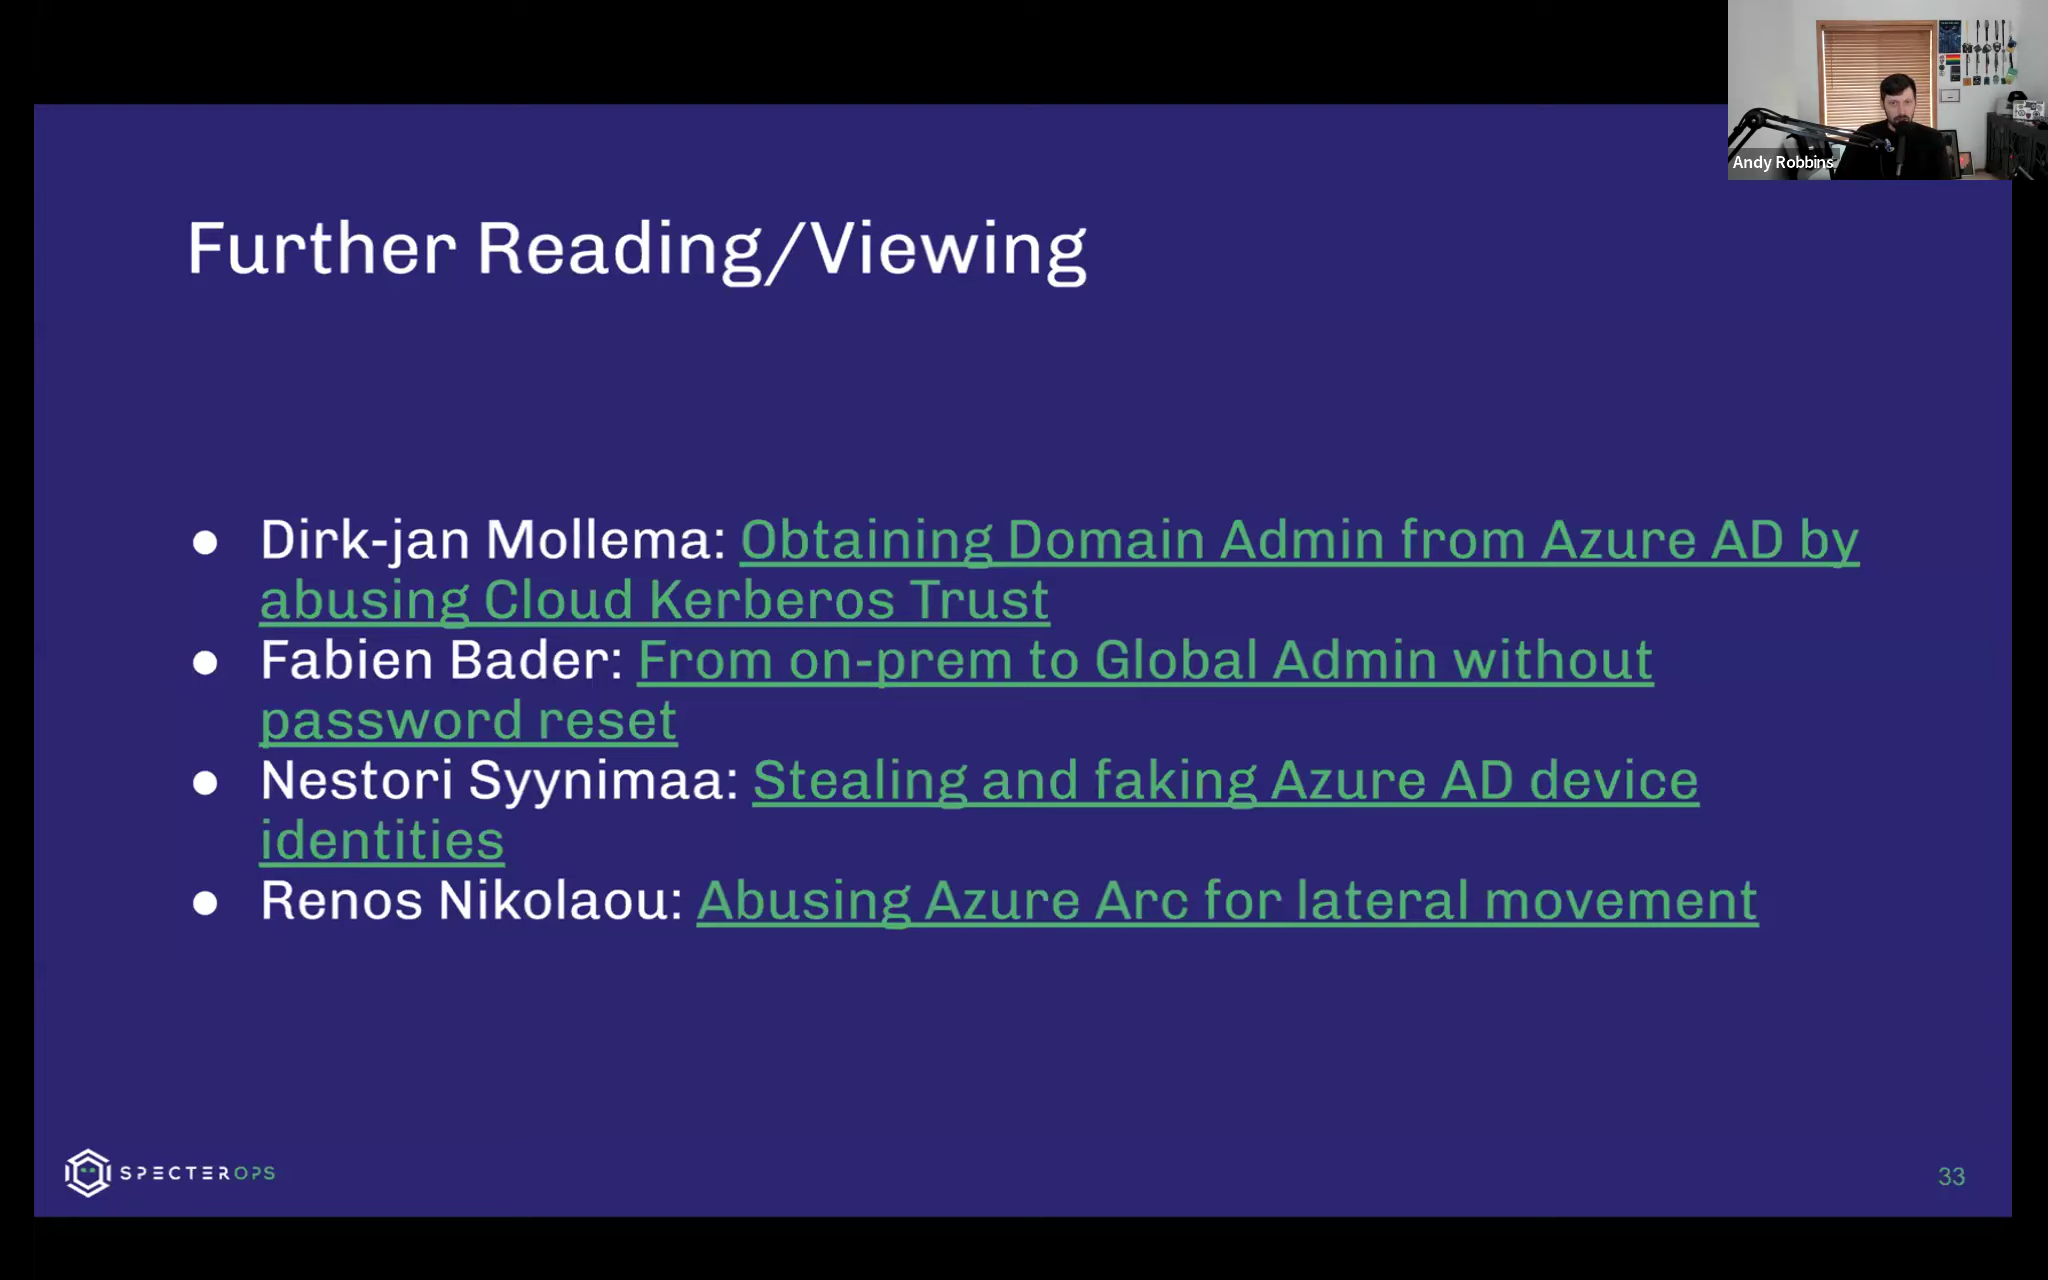 Andy Robbins
Further Reading/Viewing
● Dirk-jan Mollema: Obtaining Domain Admin from Azure AD by
abusing Cloud Kerberos Trust
● Fabien Bader: From on-prem to Global Admin without
password reset
● Nestori Syynimaa: Stealing and faking Azure AD device
identities
● Renos Nikolaou: Abusing Azure Arc for lateral movement
SPECTEROPS
33